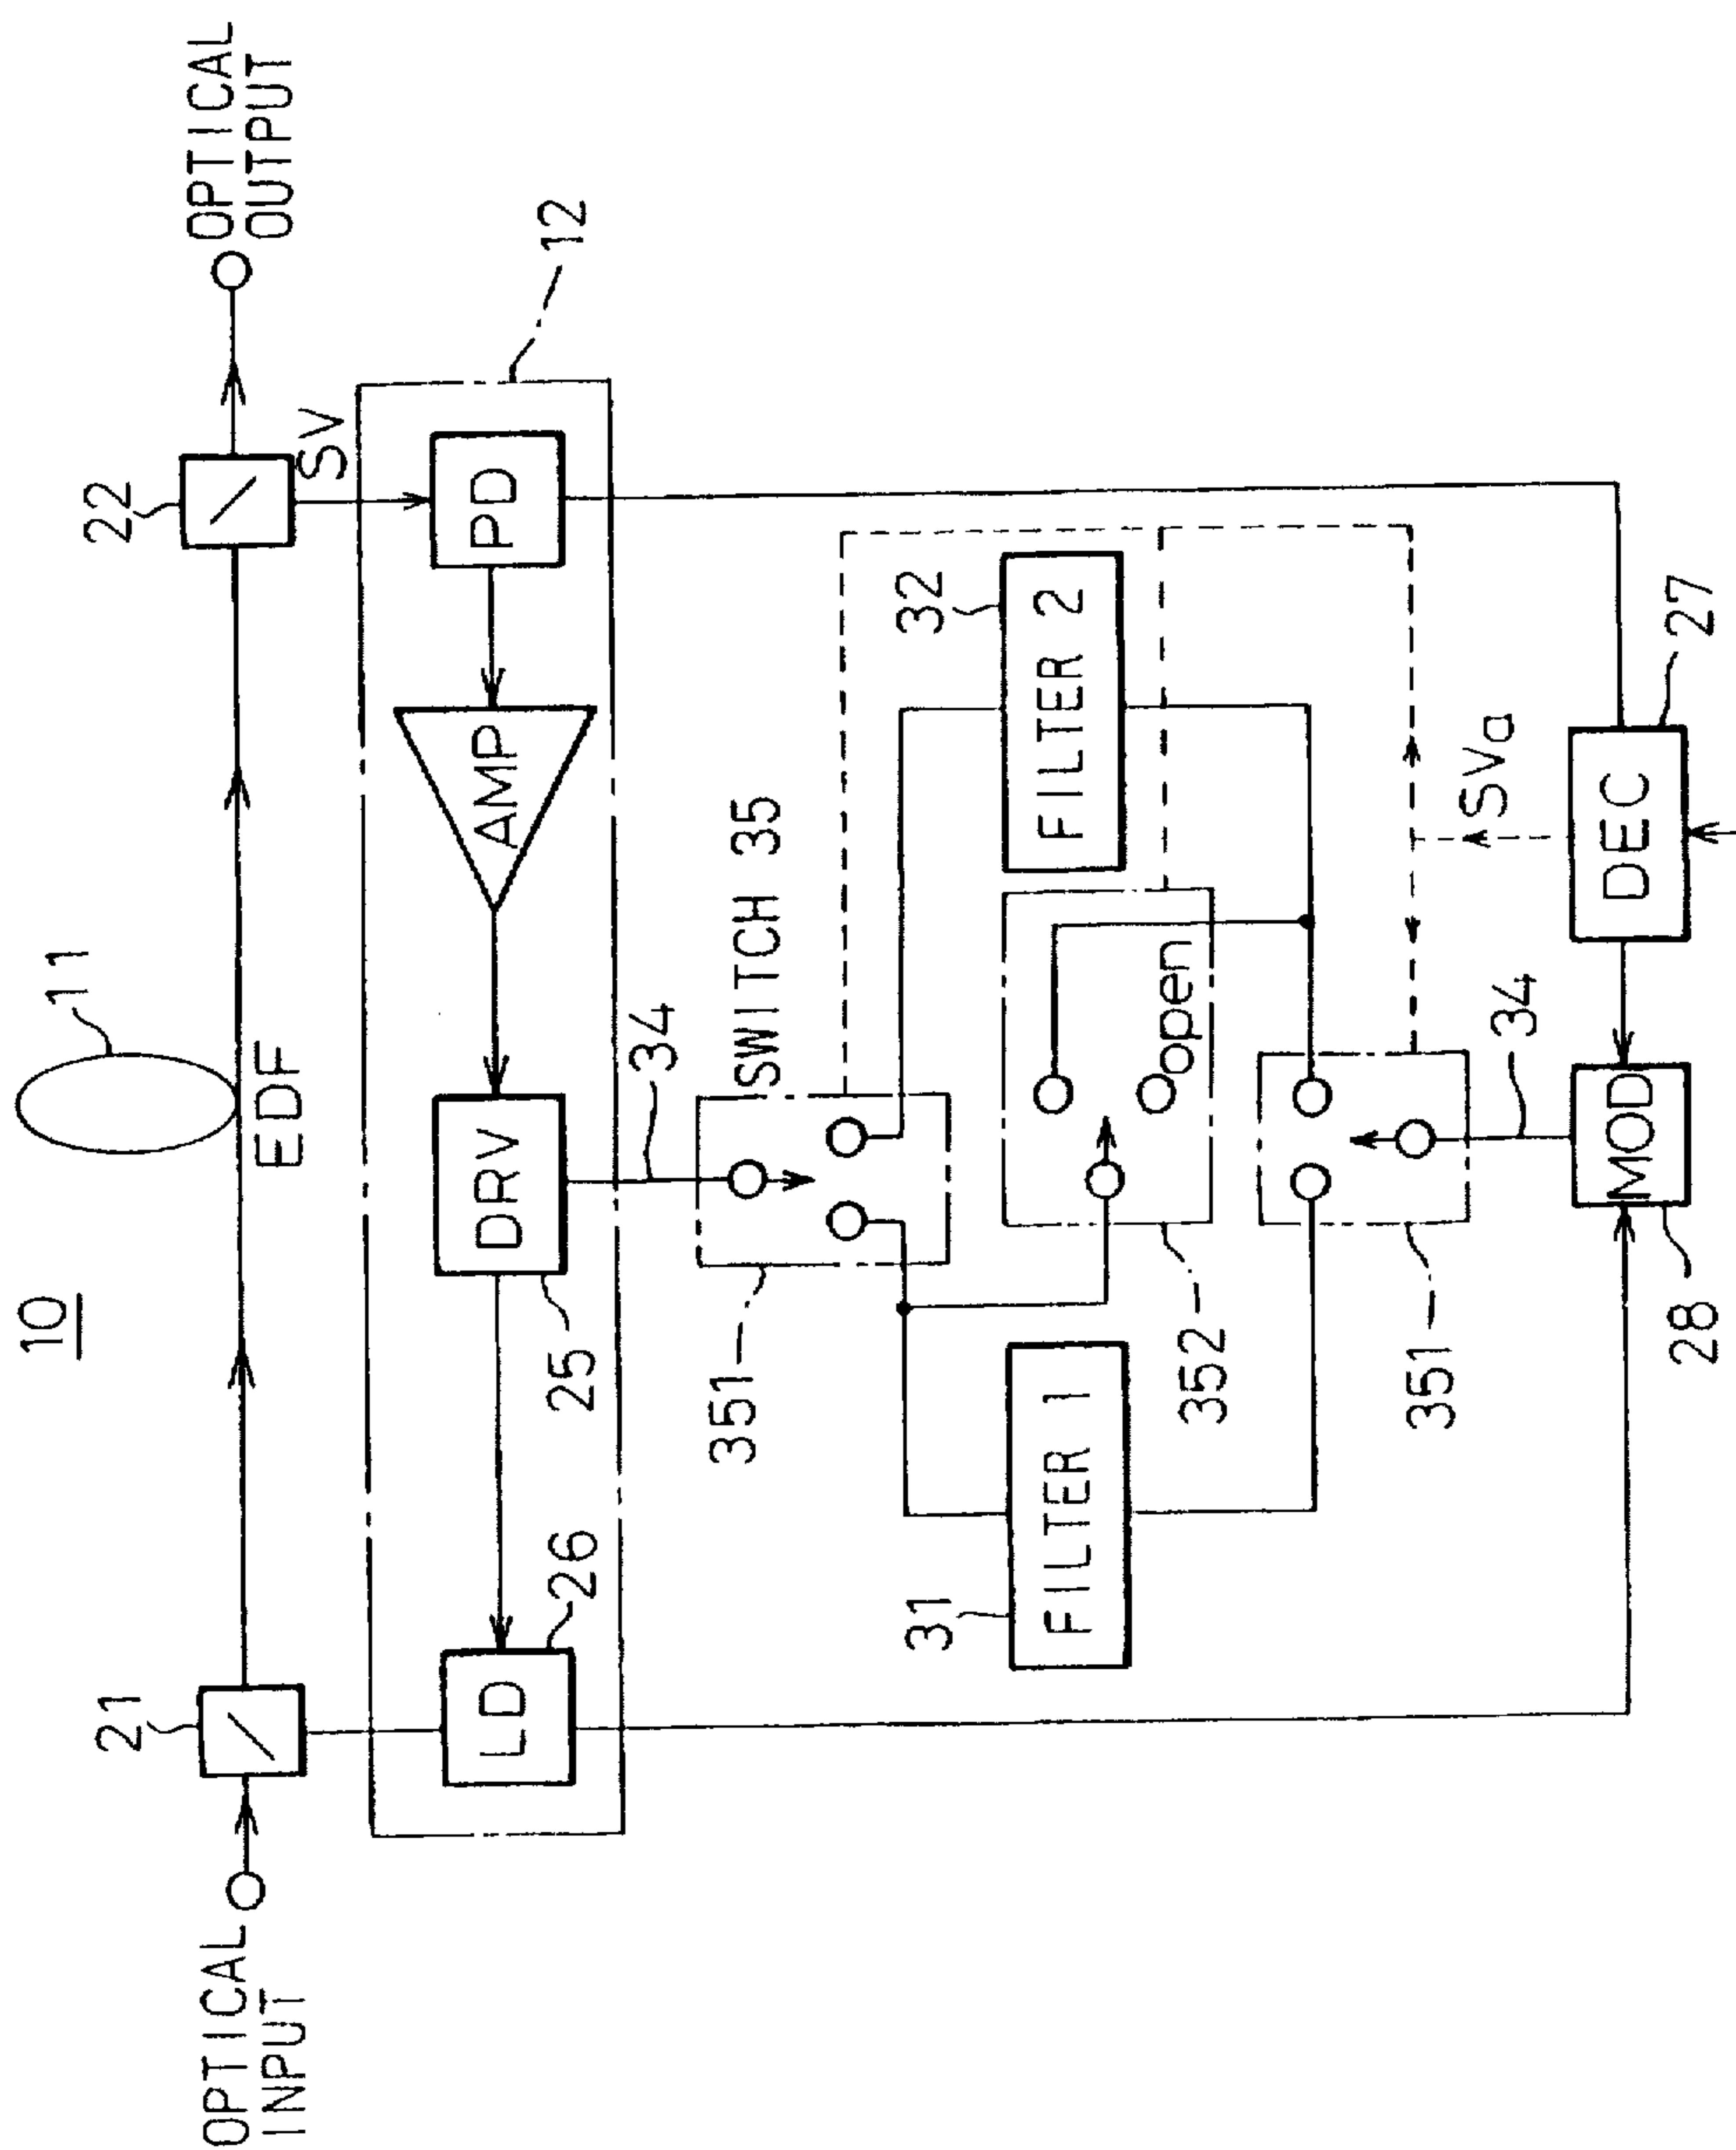 10
11
EDF
21
22
OPTICAL
INPUT
OPTICAL
OUTPUT
SV
12
LD
26
DRV
25
AMP
PD
34
SWITCH 35
351
31
FILTER 1
352
open
32
FILTER 2
351
34
SVa
MOD
28
DEC
27